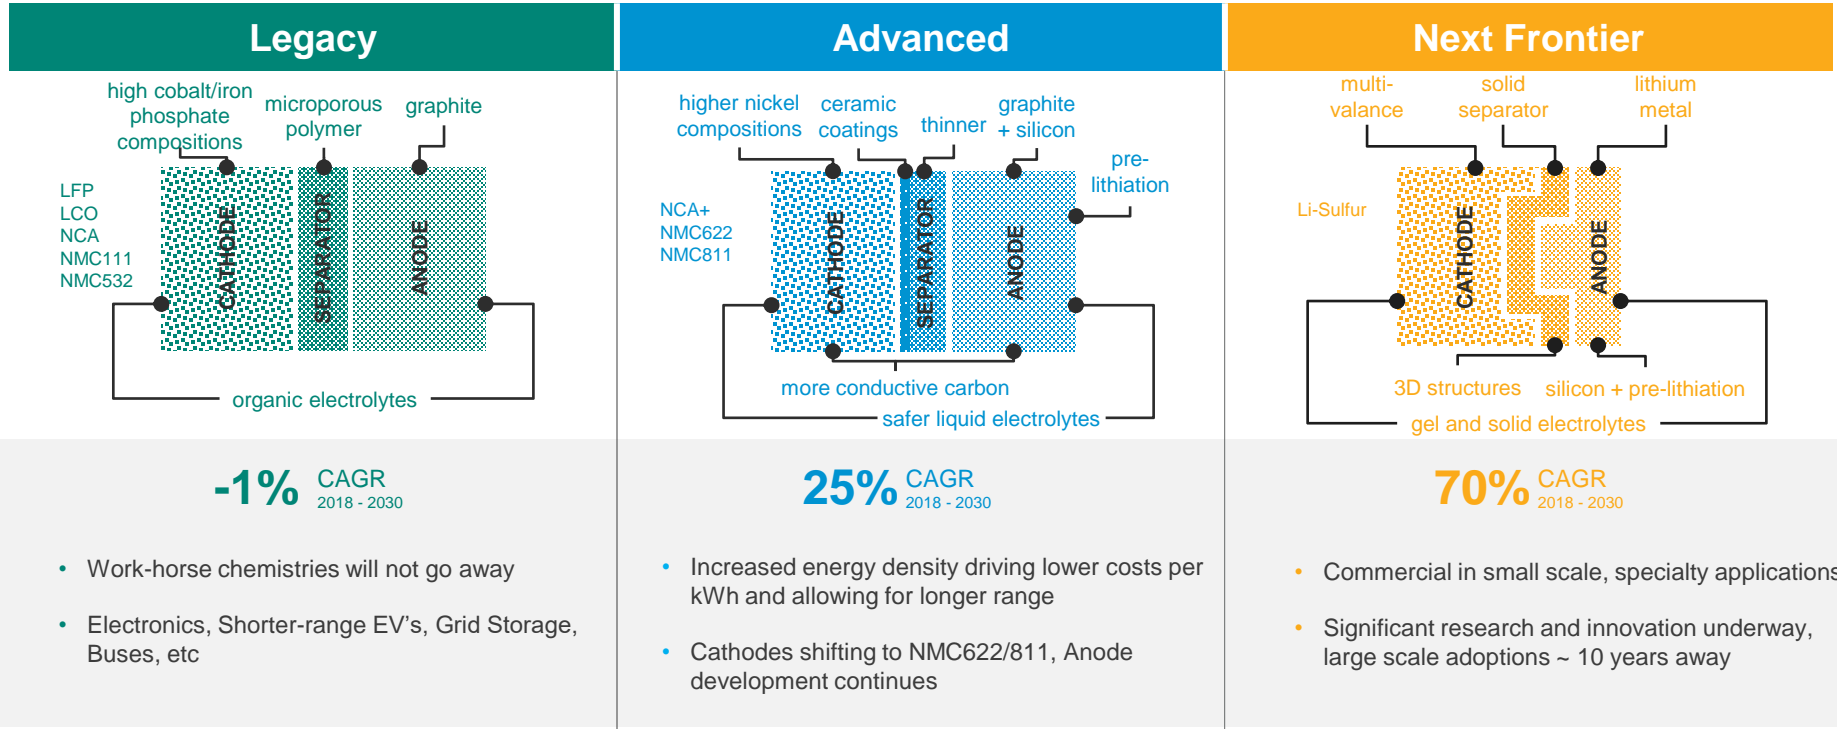 Legacy
high cobalt/iron
phosphate
compositions
microporous
polymer
graphite
LFP
LCO
NCA
NMC111
NMC532
CATHODE
SEPARATOR
ANODE
organic electrolytes
-1% CAGR
2018 - 2030
• Work-horse chemistries will not go away
• Electronics, Shorter-range EV's, Grid Storage,
Buses, etc
Advanced
higher nickel
compositions
ceramic
coatings
thinner
graphite
+ silicon
pre-
lithiation
NCA+
NMC622
NMC811
CATHODE
SEPARATOR
ANODE
more conductive carbon
safer liquid electrolytes
25% CAGR
2018 - 2030
• Increased energy density driving lower costs per
kWh and allowing for longer range
• Cathodes shifting to NMC622/811, Anode
development continues
Next Frontier
multi-
valance
solid
separator
lithium
metal
Li-Sulfur
CATHODE
ANODE
3D structures
silicon + pre-lithiation
gel and solid electrolytes
70% CAGR
2018 - 2030
• Commercial in small scale, specialty applications
• Significant research and innovation underway,
large scale adoptions ~ 10 years away